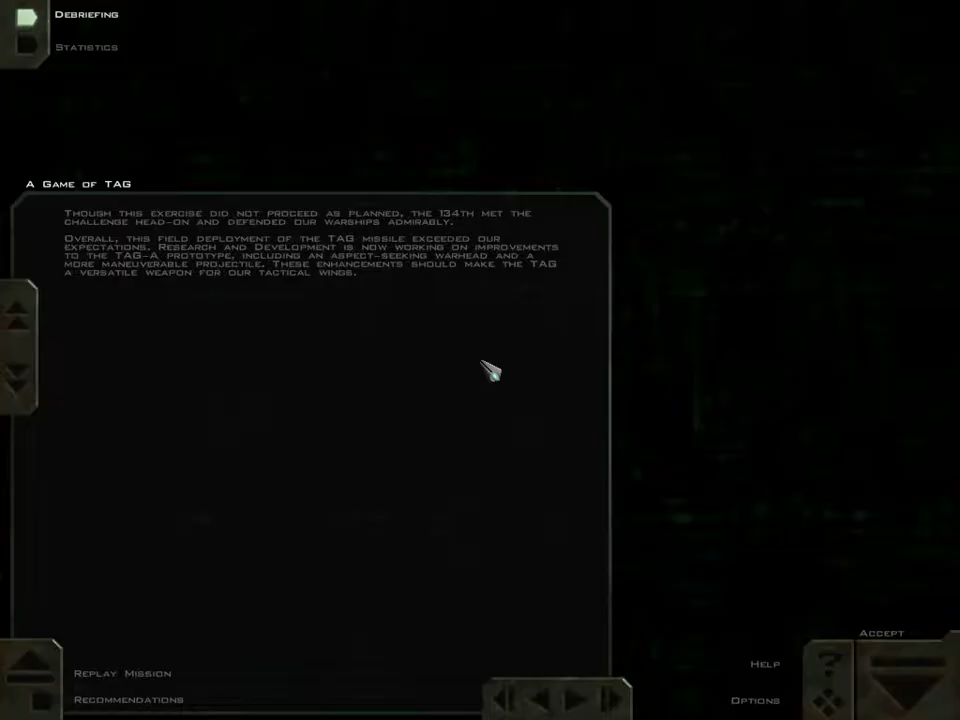 Debriefing
Statistics
A Game of TAG
Though this exercise did not proceed as planned, the 134th met the
challenge head-on and defended our warships admirably.
Overall, this field deployment of the TAG missile exceeded our
expectations. Research and Development is now working on improvements
to the TAG-A prototype, including an aspect-seeking warhead and a
more maneuverable projectile. These enhancements should make the TAG
a versatile weapon for our tactical wings.
Accept
Replay Mission
Help
Recommendations
Options